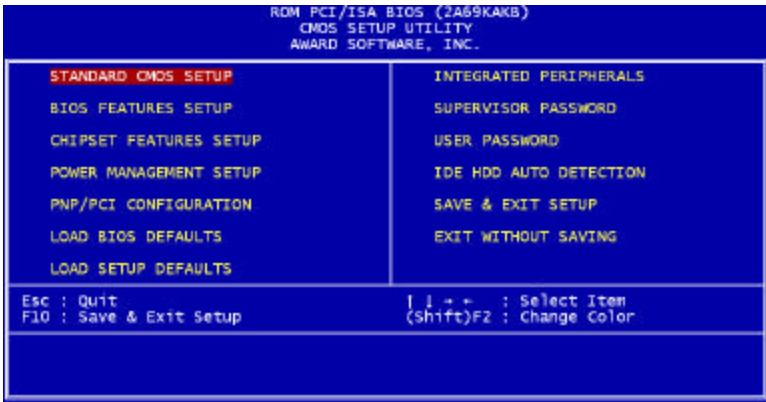 ROM PCI/ISA BIOS (2A69KAKB)
CMOS SETUP UTILITY
AWARD SOFTWARE, INC.
STANDARD CMOS SETUP
BIOS FEATURES SETUP
CHIPSET FEATURES SETUP
POWER MANAGEMENT SETUP
PNP/PCI CONFIGURATION
LOAD BIOS DEFAULTS
LOAD SETUP DEFAULTS
INTEGRATED PERIPHERALS
SUPERVISOR PASSWORD
USER PASSWORD
IDE HDD AUTO DETECTION
SAVE & EXIT SETUP
EXIT WITHOUT SAVING
Esc : Quit
F10 : Save & Exit Setup
↑ ↓ → ← : Select Item
(Shift)F2 : Change Color